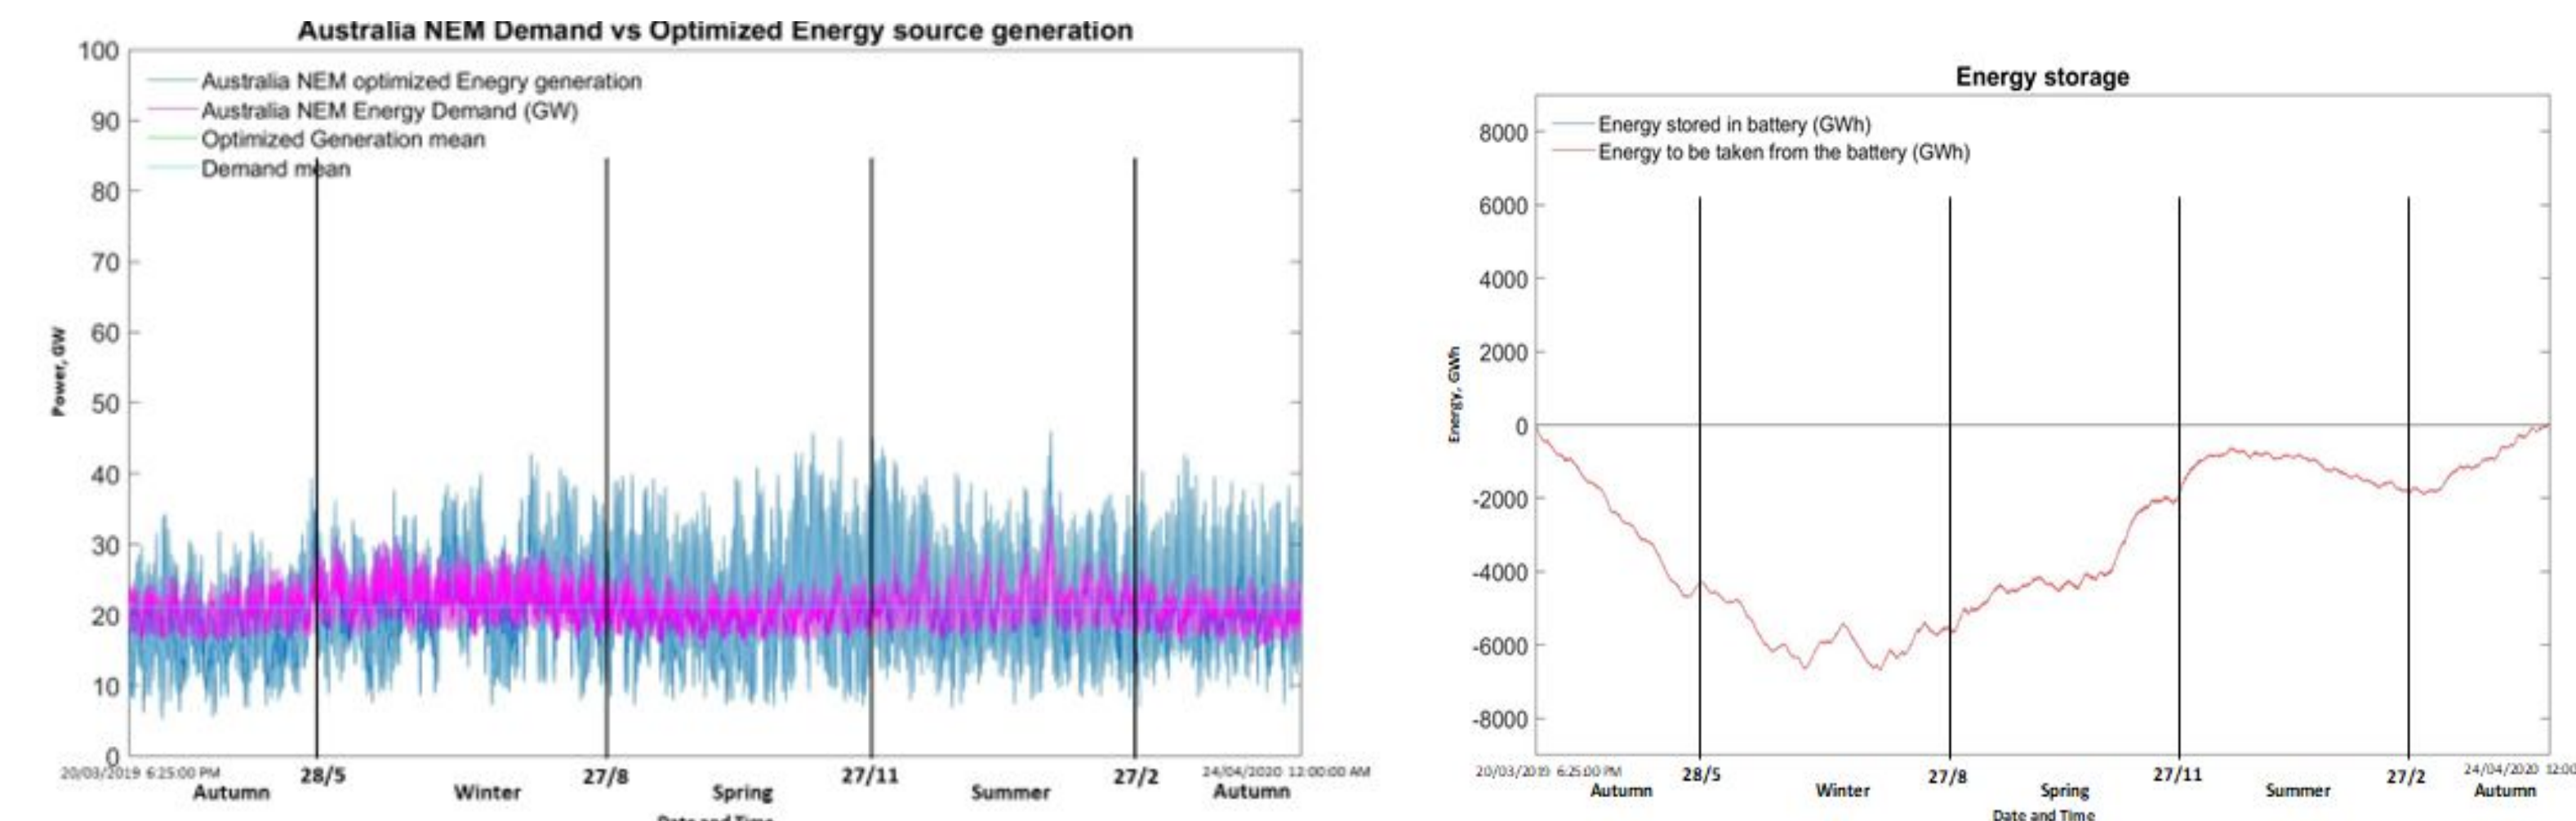 Australia NEM Demand vs Optimized Energy source generation
100
90
80
70
60
50
40
30
20
10
0
Australia NEM optimized Enegry generation
Australia NEM Energy Demand (GW)
Optimized Generation mean
Demand mean
Power, GW
20/03/2019 6:25:00 PM
28/5
27/8
27/11
27/2
24/04/2020 12:00:00 AM
Autumn
Winter
Spring
Summer
Autumn
Date and Time
Energy storage
8000
6000
4000
2000
0
-2000
-4000
-6000
-8000
Energy stored in battery (GWh)
Energy to be taken from the battery (GWh)
Energy, GWh
20/03/2019 6:25:00 PM
28/5
27/8
27/11
27/2
24/04/2020 12:00
Autumn
Winter
Spring
Summer
Autumn
Date and Time